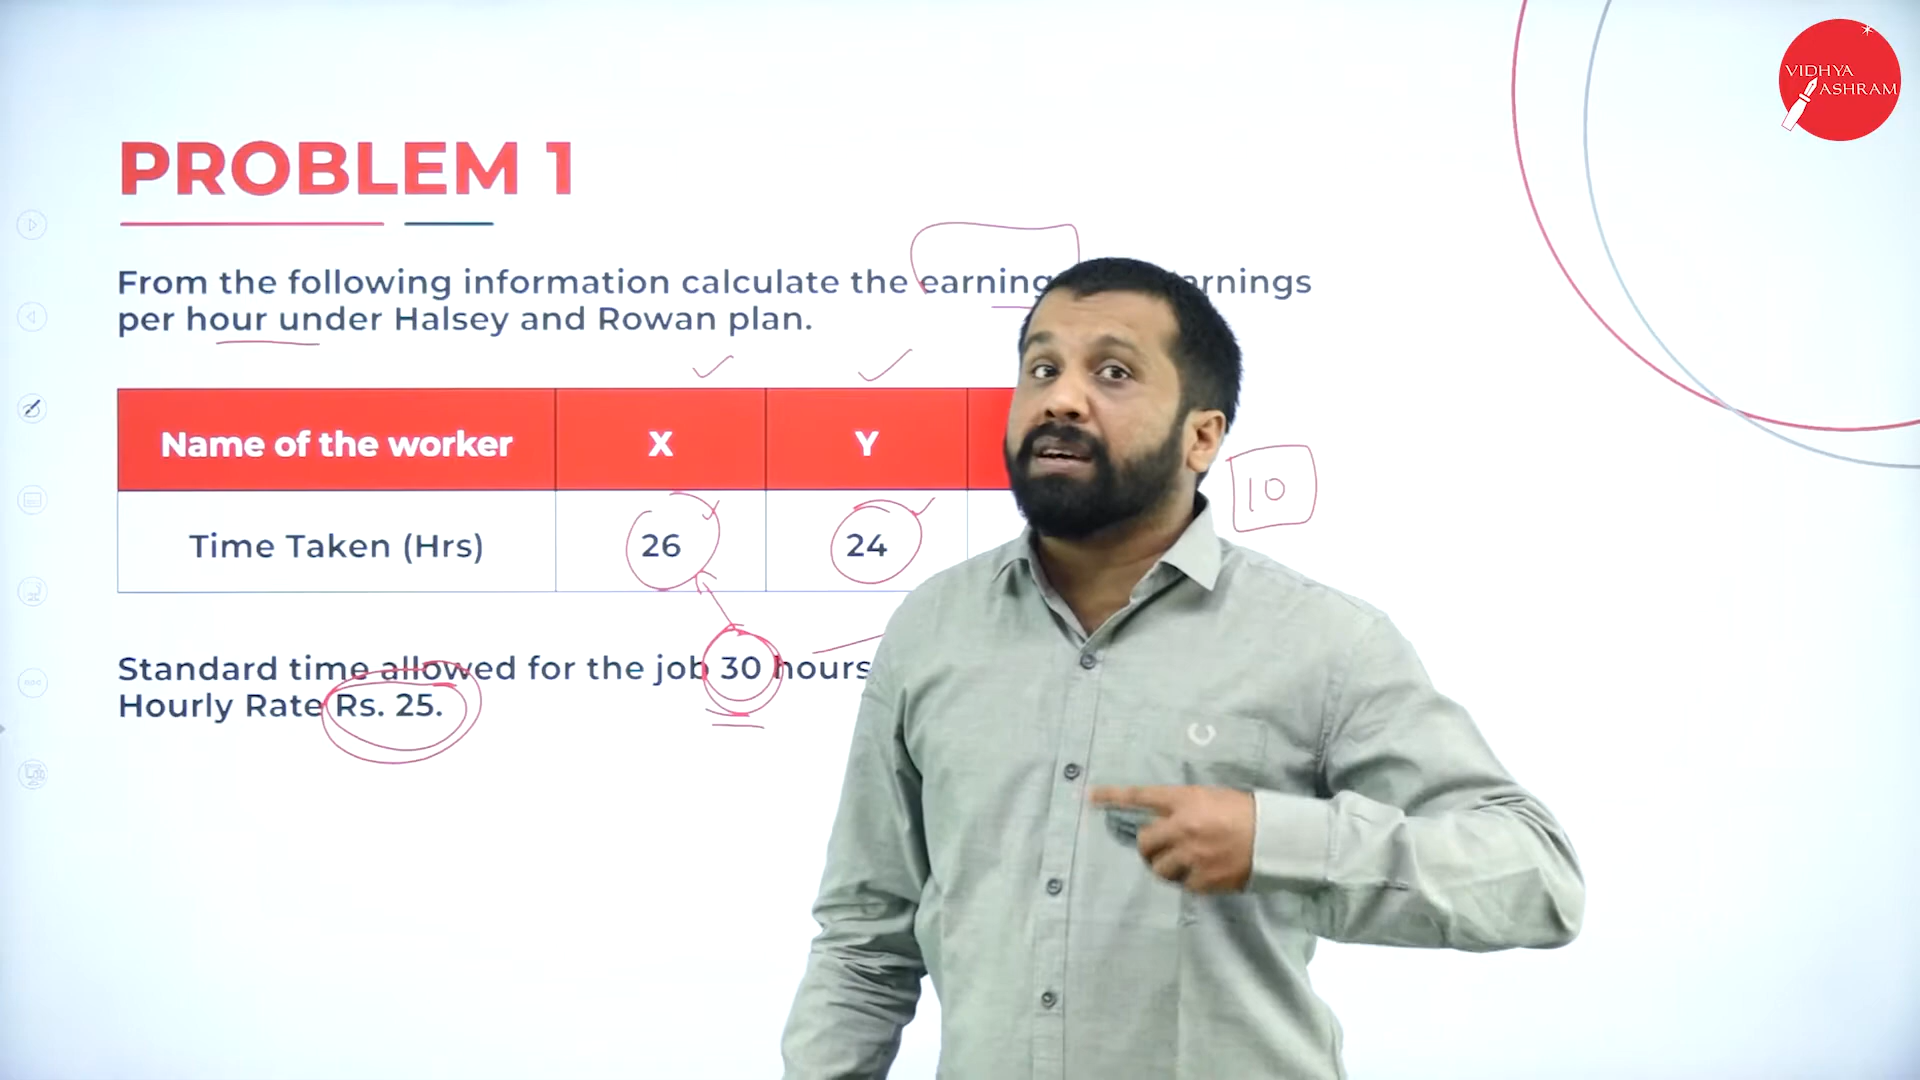 VIDHYA
ASHRAM
PROBLEM 1
From the following information calculate the earning arnings
per hour under Halsey and Rowan plan.
Name of the worker X Y
Time Taken (Hrs) 26 24
10
Standard time allowed for the job 30 hours
Hourly Rate Rs. 25.